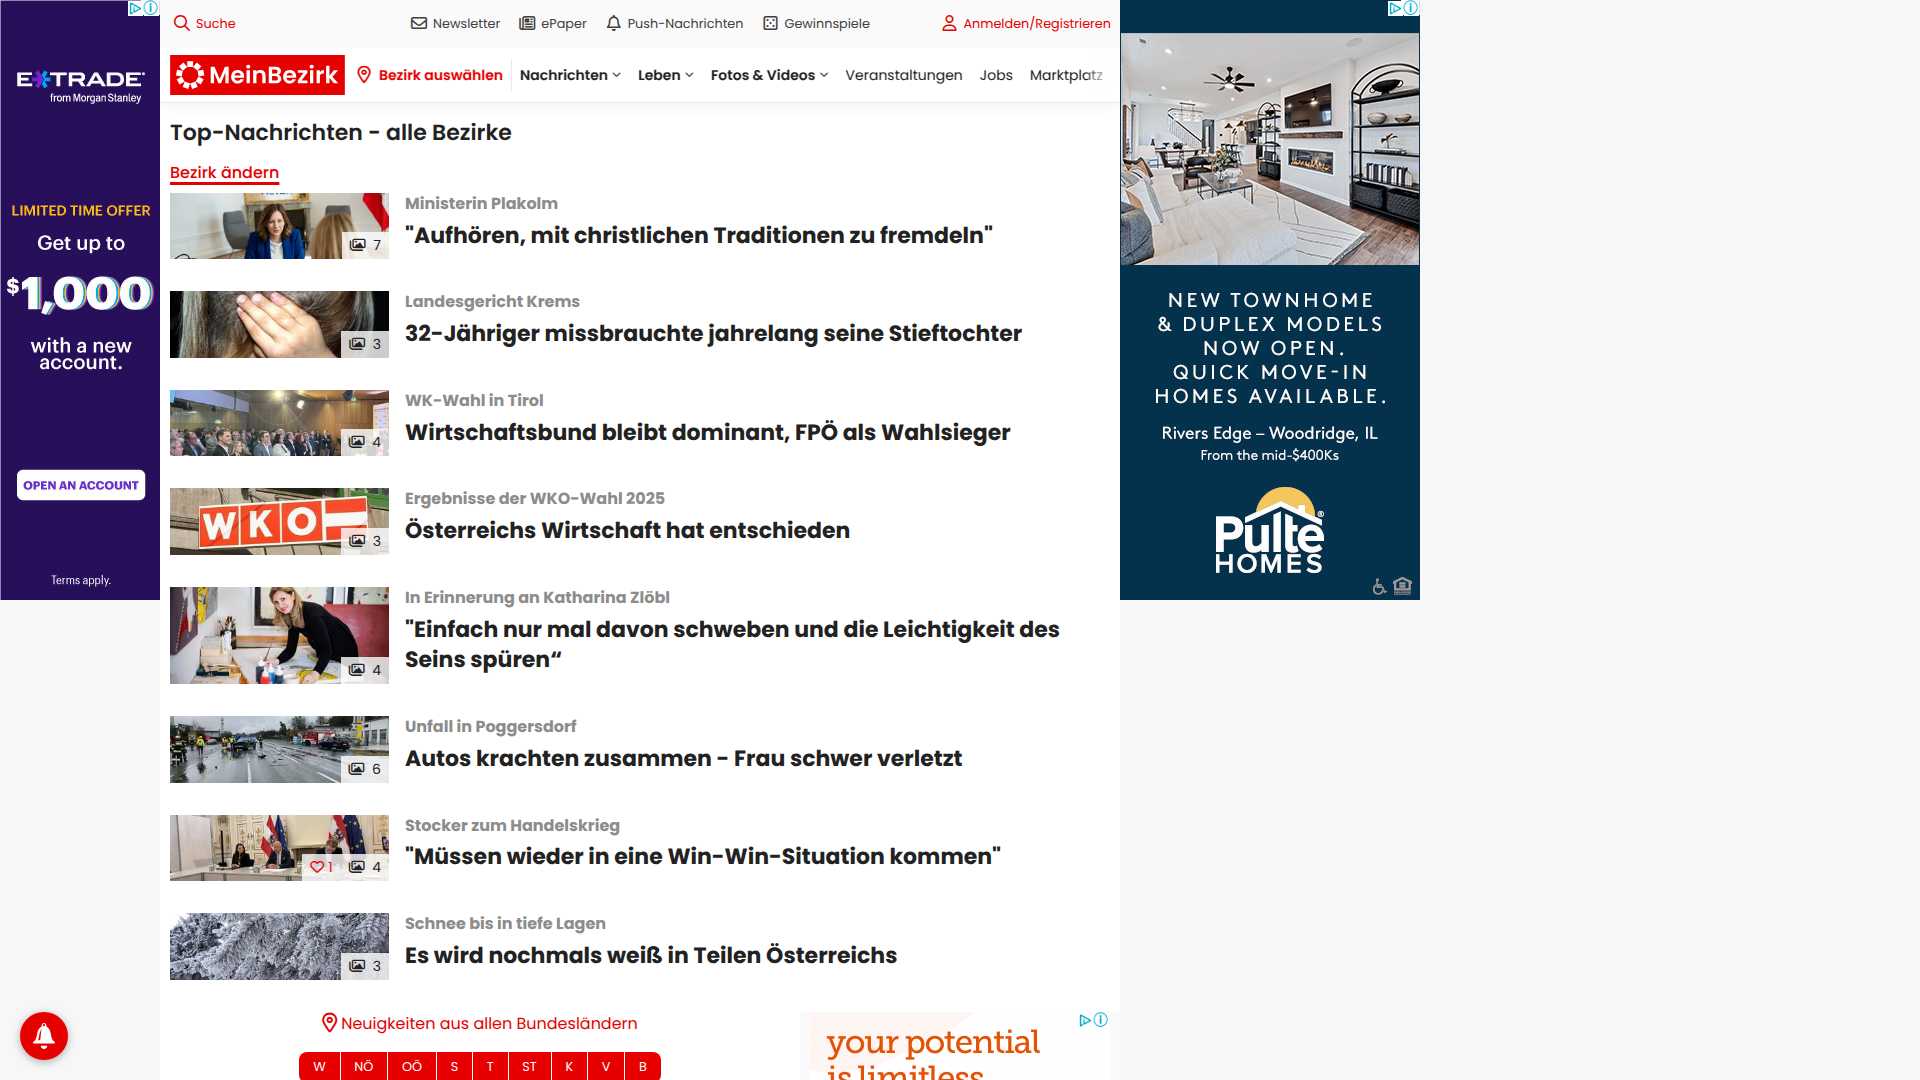 Suche
Newsletter
ePaper
Push-Nachrichten
Gewinnspiele
Anmelden/Registrieren
MeinBezirk
Bezirk auswählen
Nachrichten
Leben
Fotos & Videos
Veranstaltungen
Jobs
Marktplatz
E*TRADE
from Morgan Stanley
LIMITED TIME OFFER
Get up to
$1,000
with a new
account.
OPEN AN ACCOUNT
Terms apply.
Top-Nachrichten - alle Bezirke
Bezirk ändern
7
Ministerin Plakolm
"Aufhören, mit christlichen Traditionen zu fremdeln"
3
Landesgericht Krems
32-Jähriger missbrauchte jahrelang seine Stieftochter
4
WK-Wahl in Tirol
Wirtschaftsbund bleibt dominant, FPÖ als Wahlsieger
WKO
3
Ergebnisse der WKO-Wahl 2025
Österreichs Wirtschaft hat entschieden
4
In Erinnerung an Katharina Zlöbl
"Einfach nur mal davon schweben und die Leichtigkeit des
Seins spüren“
6
Unfall in Poggersdorf
Autos krachten zusammen - Frau schwer verletzt
1
4
Stocker zum Handelskrieg
"Müssen wieder in eine Win-Win-Situation kommen"
3
Schnee bis in tiefe Lagen
Es wird nochmals weiß in Teilen Österreichs
Neuigkeiten aus allen Bundesländern
W
NÖ
OÖ
S
T
ST
K
V
B
your potential
is limitless
NEW TOWNHOME
& DUPLEX MODELS
NOW OPEN.
QUICK MOVE-IN
HOMES AVAILABLE.
Rivers Edge – Woodridge, IL
From the mid-$400Ks
Pulte®
HOMES